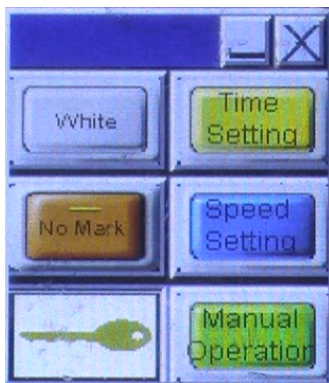 White
Time
Setting
No Mark
Speed
Setting
Manual
Operation